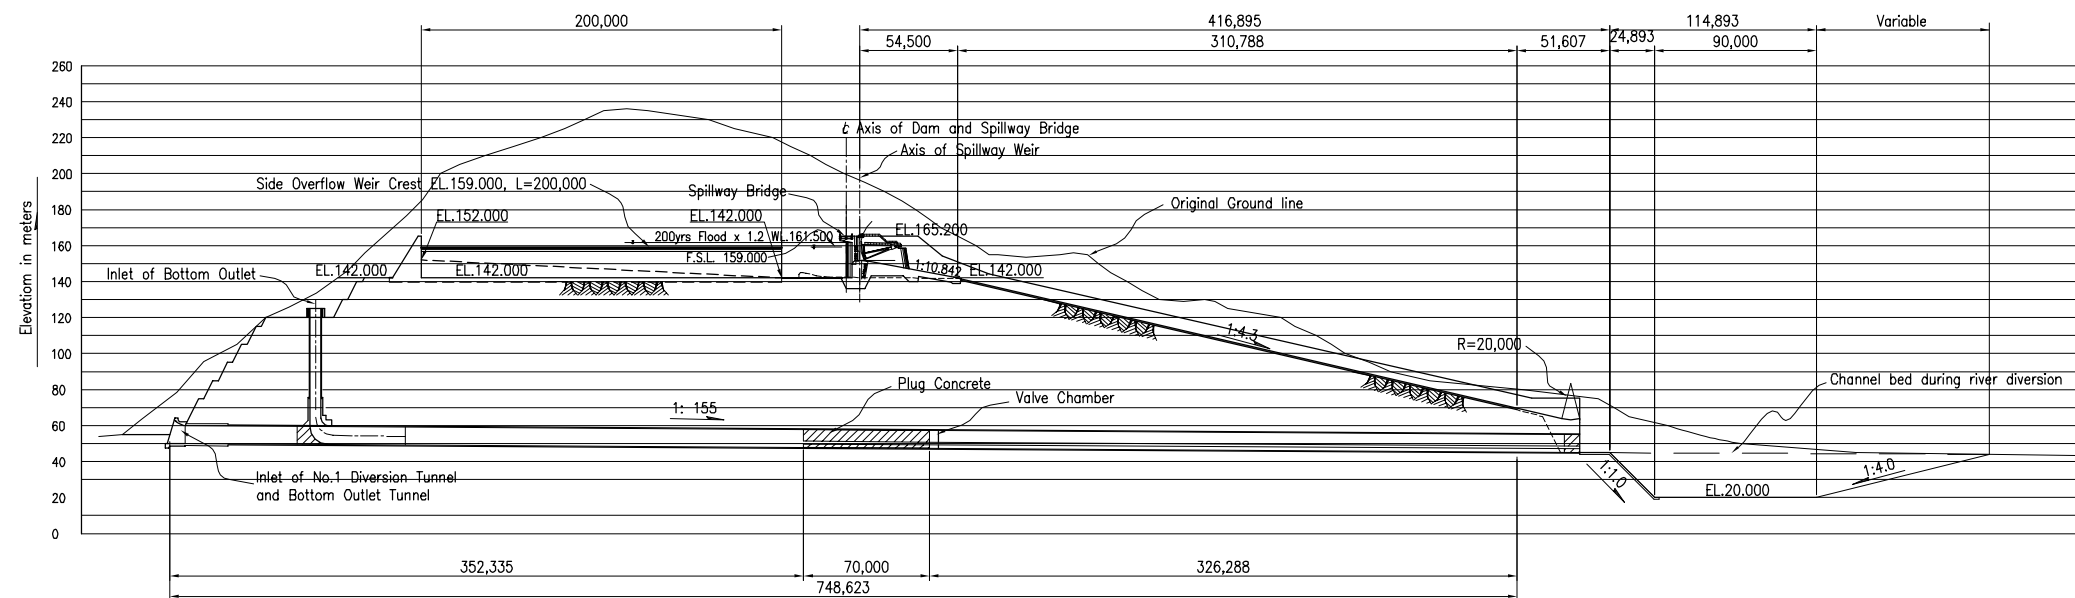 200,000
416,895
114,893
Variable
54,500
310,788
51,607
24,893
90,000
260
240
220
200
180
160
140
120
100
80
60
40
20
0
Elevatiom in meters
Axis of Dam and Spillway Bridge
Axis of Spillway Weir
Side Overflow Weir Crest EL.159.000, L=200,000
Spillway Bridge
Original Ground line
EL.152.000
EL.142.000
EL.165.200
200yrs Flood x 1.2 WL.161.500
F.S.L. 159.000
Inlet of Bottom Outlet
EL.142.000
EL.142.000
1:10.842
EL.142.000
1:4.3
R=20,000
Plug Concrete
Valve Chamber
Channel bed during river diversion
1: 155
Inlet of No.1 Diversion Tunnel
and Bottom Outlet Tunnel
1:1.0
EL.20.000
1:4.0
352,335
70,000
326,288
748,623